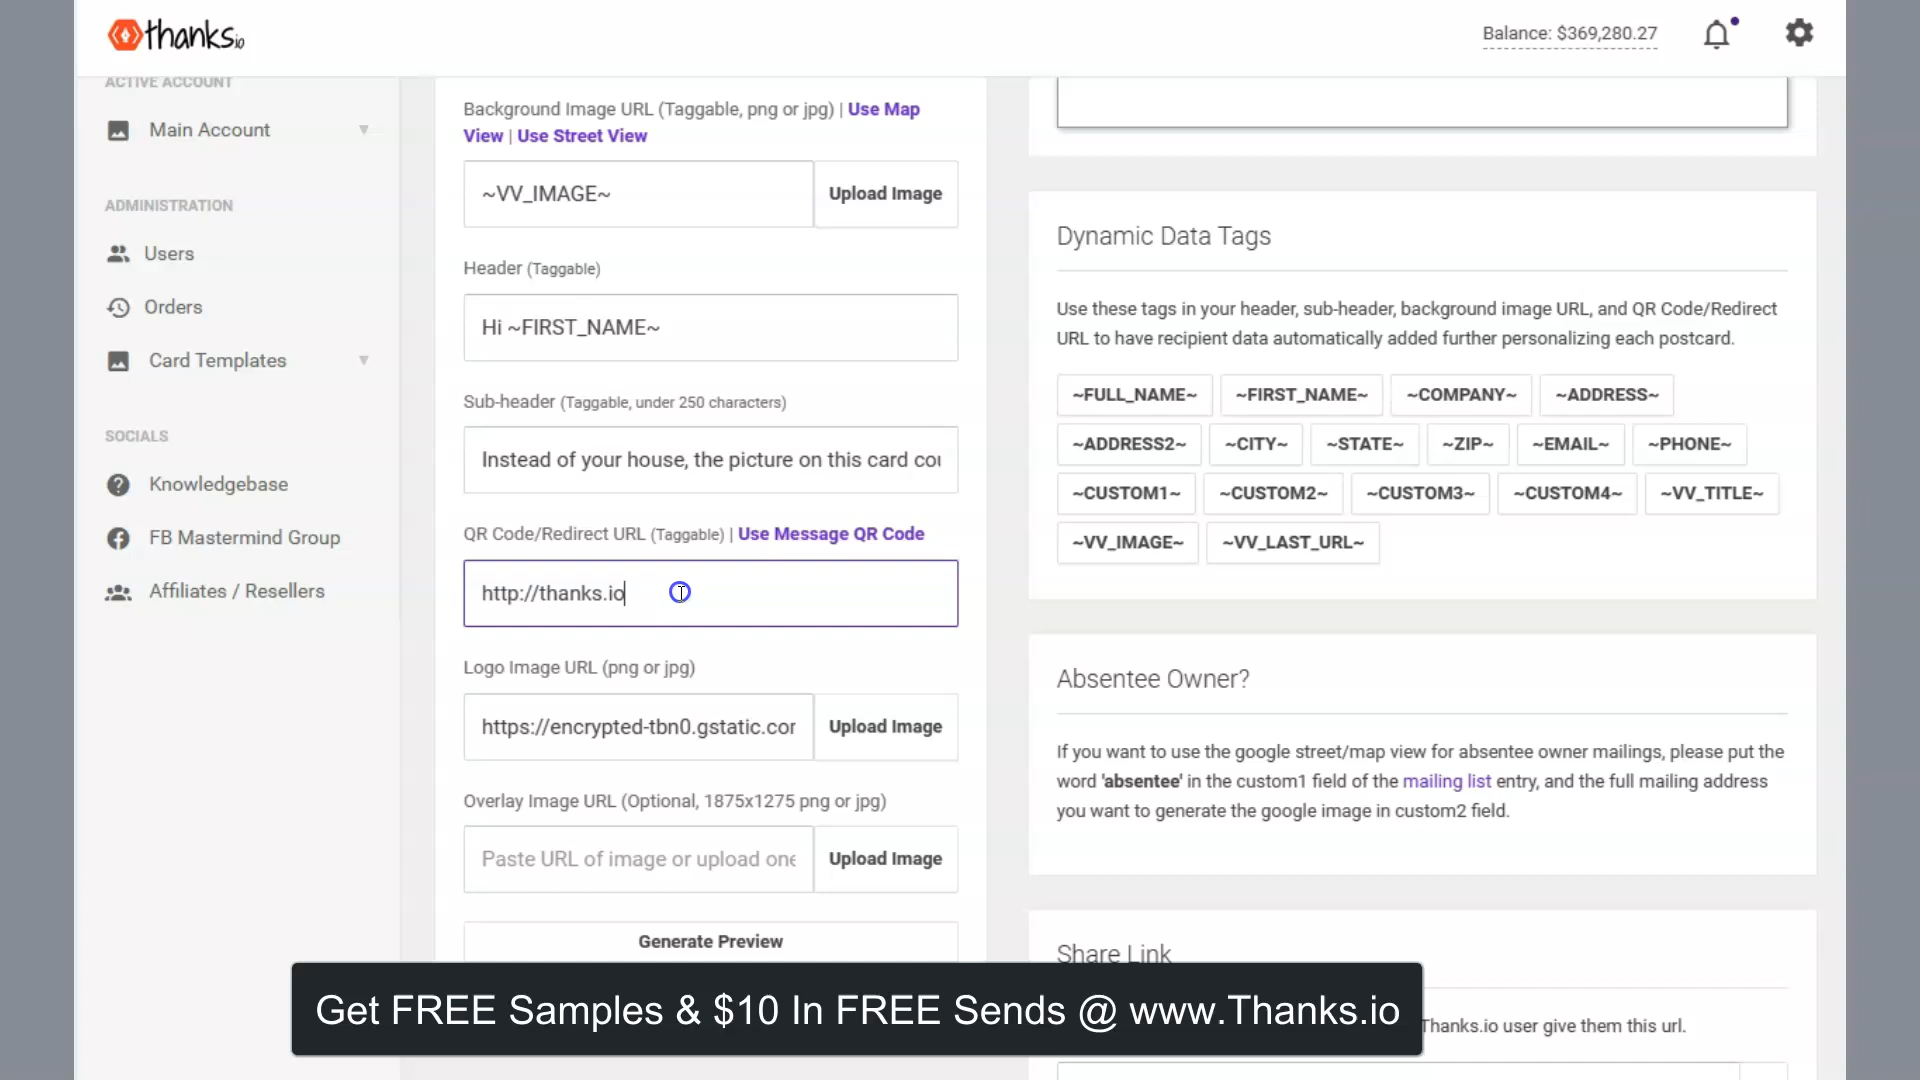 thanks.io
Balance: $369,280.27
ACTIVE ACCOUNT
Main Account
ADMINISTRATION
Users
Orders
Card Templates
SOCIALS
Knowledgebase
FB Mastermind Group
Affiliates / Resellers
Background Image URL (Taggable, png or jpg) | Use Map
View | Use Street View
~VV_IMAGE~
Upload Image
Header (Taggable)
Hi ~FIRST_NAME~
Sub-header (Taggable, under 250 characters)
Instead of your house, the picture on this card cou
QR Code/Redirect URL (Taggable) | Use Message QR Code
http://thanks.io
Logo Image URL (png or jpg)
https://encrypted-tbn0.gstatic.cor
Upload Image
Overlay Image URL (Optional, 1875x1275 png or jpg)
Paste URL of image or upload one
Upload Image
Generate Preview
Dynamic Data Tags
Use these tags in your header, sub-header, background image URL, and QR Code/Redirect
URL to have recipient data automatically added further personalizing each postcard.
~FULL_NAME~ ~FIRST_NAME~ ~COMPANY~ ~ADDRESS~
~ADDRESS2~ ~CITY~ ~STATE~ ~ZIP~ ~EMAIL~ ~PHONE~
~CUSTOM1~ ~CUSTOM2~ ~CUSTOM3~ ~CUSTOM4~ ~VV_TITLE~
~VV_IMAGE~ ~VV_LAST_URL~
Absentee Owner?
If you want to use the google street/map view for absentee owner mailings, please put the
word 'absentee' in the custom1 field of the mailing list entry, and the full mailing address
you want to generate the google image in custom2 field.
Share Link
Thanks.io user give them this url.
Get FREE Samples & $10 In FREE Sends @ www.Thanks.io